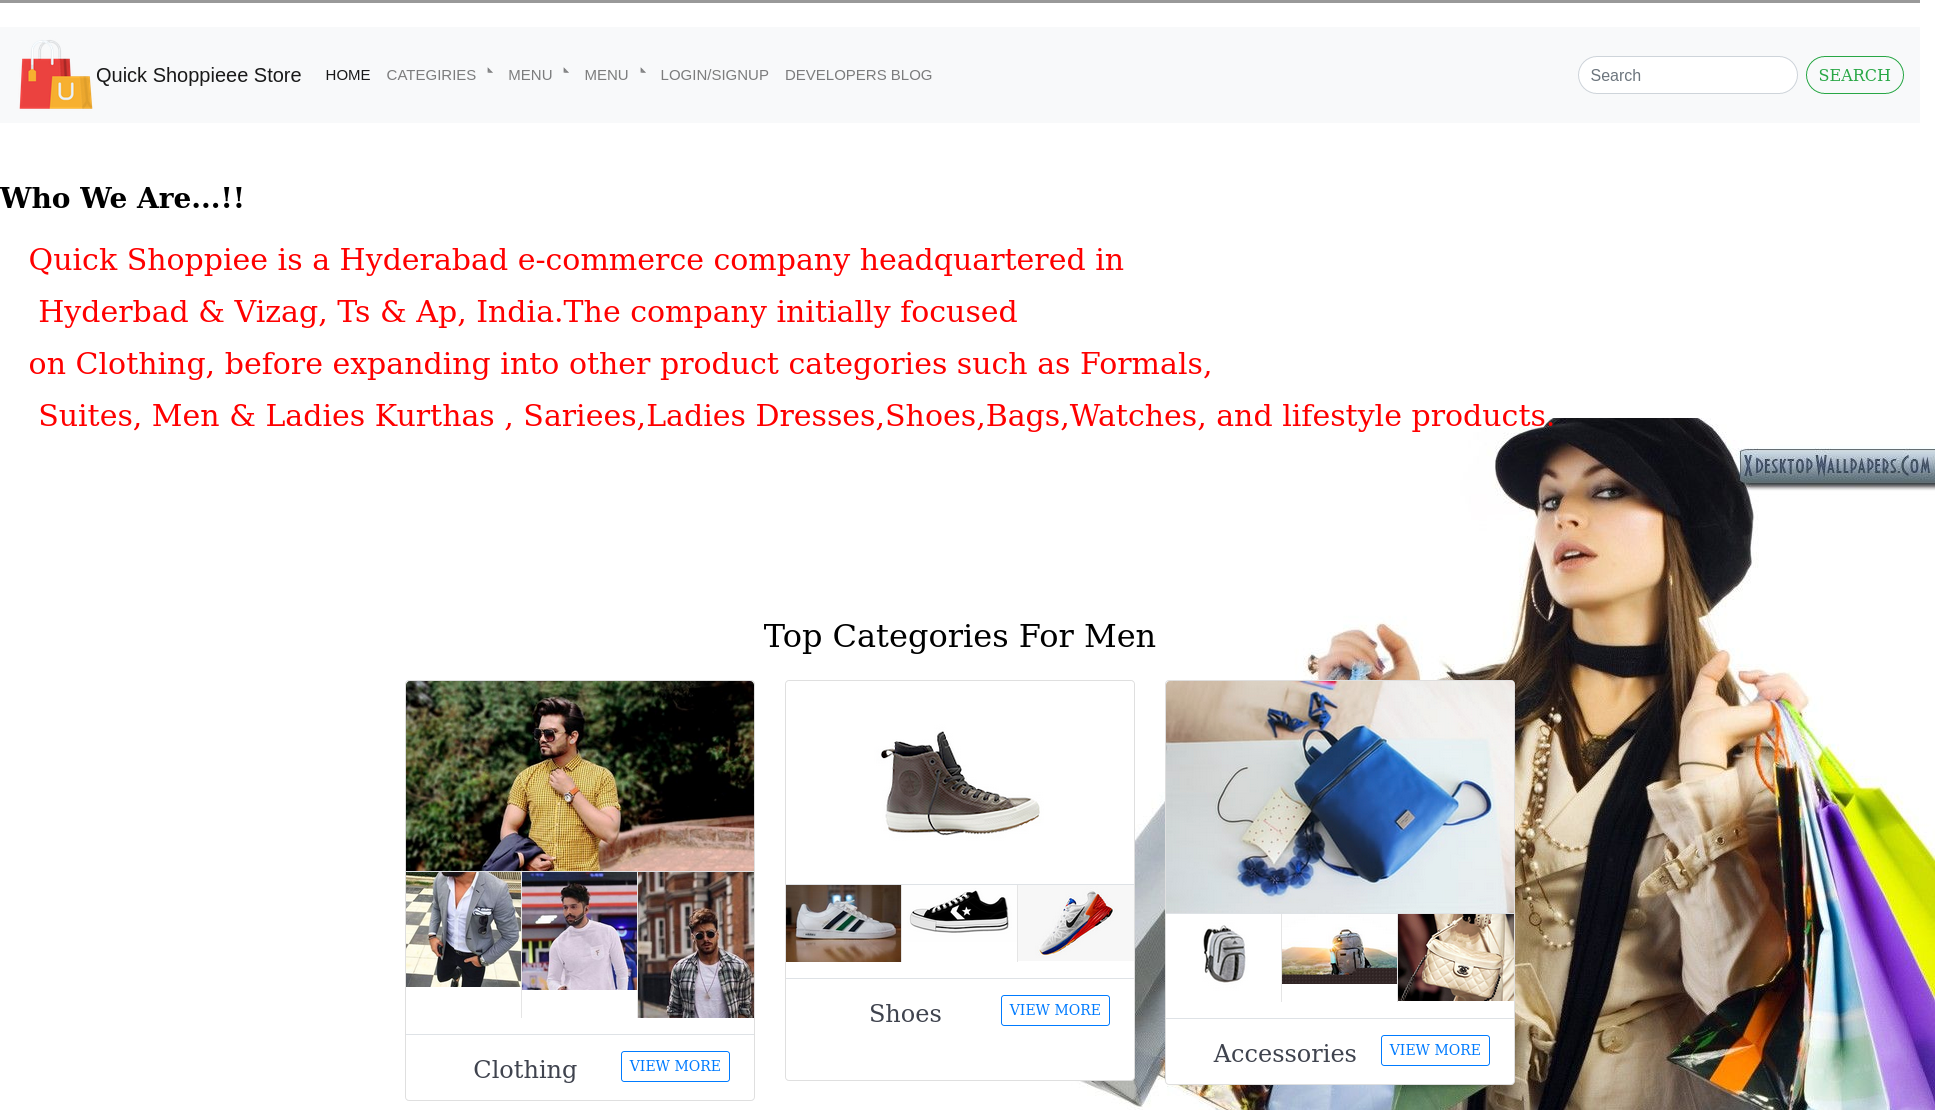 Quick Shoppieee Store HOME CATEGIRIES MENU MENU LOGIN/SIGNUP DEVELOPERS BLOG Search SEARCH
Who We Are...!!
Quick Shoppiee is a Hyderabad e-commerce company headquartered in
Hyderbad & Vizag, Ts & Ap, India.The company initially focused
on Clothing, before expanding into other product categories such as Formals,
Suites, Men & Ladies Kurthas , Sariees,Ladies Dresses,Shoes,Bags,Watches, and lifestyle products.
XDESKTOPWALLPAPERS.COM
Top Categories For Men
Clothing VIEW MORE
Shoes VIEW MORE
Accessories VIEW MORE